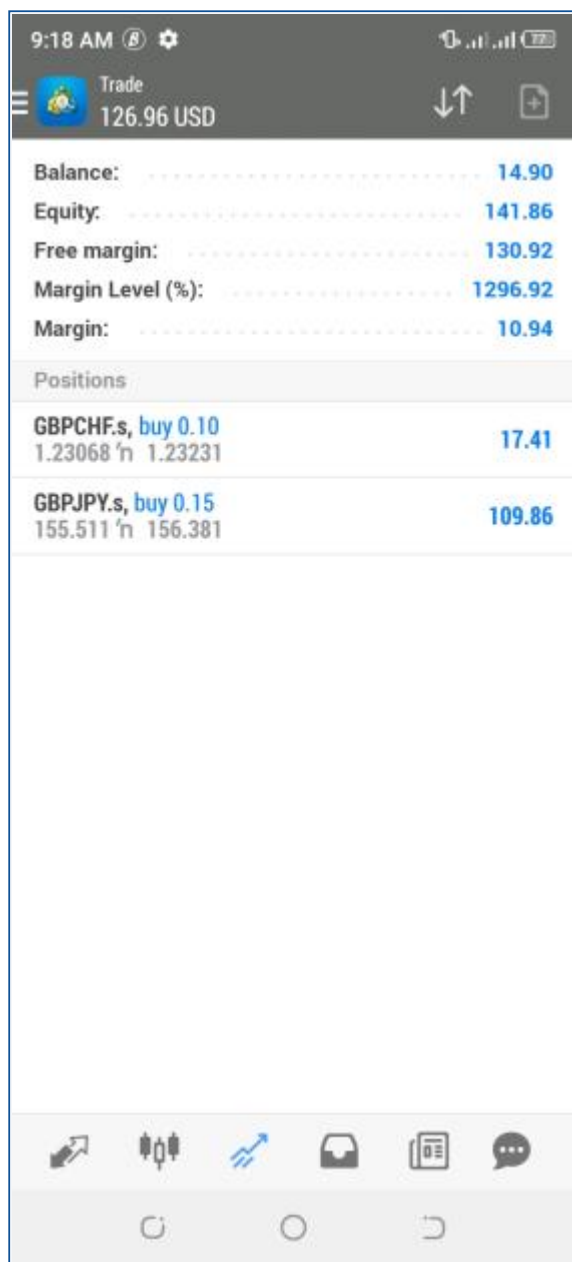 9:18 AM
Trade
126.96 USD
Balance: 14.90
Equity: 141.86
Free margin: 130.92
Margin Level (%): 1296.92
Margin: 10.94
Positions
GBPCHF.s, buy 0.10
1.23068 'n 1.23231 17.41
GBPJPY.s, buy 0.15
155.511 'n 156.381 109.86